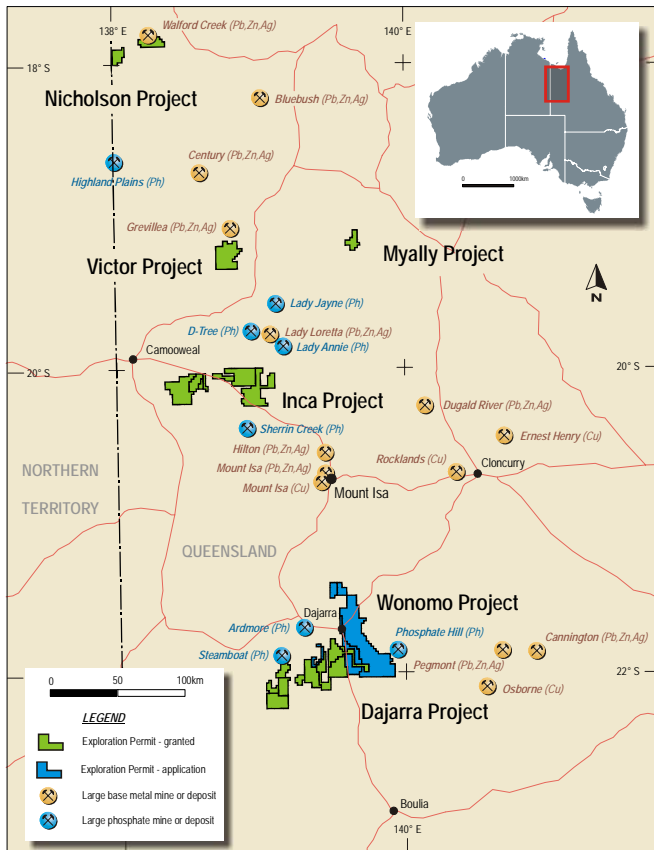 138° E
Walford Creek (Pb,Zn,Ag)
140° E
18° S
Nicholson Project
Bluebush (Pb,Zn,Ag)
0
1000km
Century (Pb,Zn,Ag)
Highland Plains (Ph)
Grevillea (Pb,Zn,Ag)
Victor Project
Myally Project
N
Lady Jayne (Ph)
D-Tree (Ph)
Lady Loretta (Pb,Zn,Ag)
Lady Annie (Ph)
Camooweal
20° S
20° S
Inca Project
Dugald River (Pb,Zn,Ag)
Sherrin Creek (Ph)
Ernest Henry (Cu)
Hilton (Pb,Zn,Ag)
Mount Isa (Pb,Zn,Ag)
Rocklands (Cu)
Cloncurry
Mount Isa (Cu)
Mount Isa
NORTHERN
TERRITORY
QUEENSLAND
Wonomo Project
Dajarra
Ardmore (Ph)
Phosphate Hill (Ph)
Cannington (Pb,Zn,Ag)
Steamboat (Ph)
Pegmont (Pb,Zn,Ag)
22° S
Osborne (Cu)
Dajarra Project
0
50
100km
LEGEND
Exploration Permit - granted
Exploration Permit - application
Large base metal mine or deposit
Large phosphate mine or deposit
Boulia
140° E